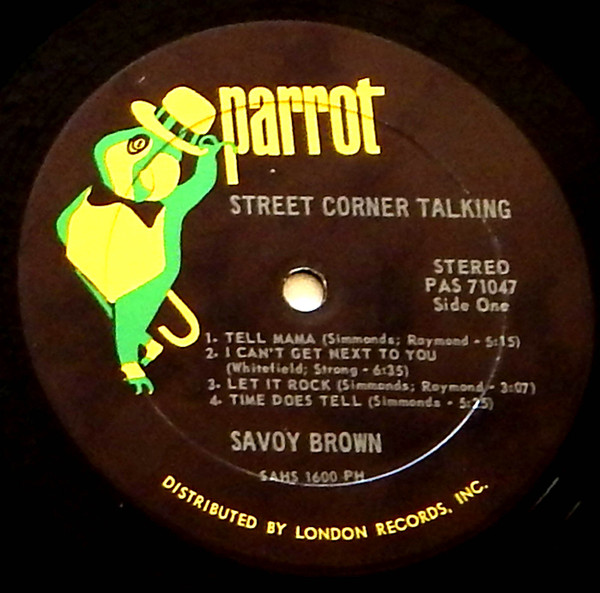 parrot
STREET CORNER TALKING
STEREO
PAS 71047
Side One
1. TELL MAMA (Simmonds; Raymond - 5:15)
2. I CAN'T GET NEXT TO YOU
(Whitefield; Strong - 6:35)
3. LET IT ROCK (Simmonds; Raymond - 3:07)
4. TIME DOES TELL (Simmonds - 5:25)
SAVOY BROWN
SAHS 1600 PH
DISTRIBUTED BY LONDON RECORDS, INC.